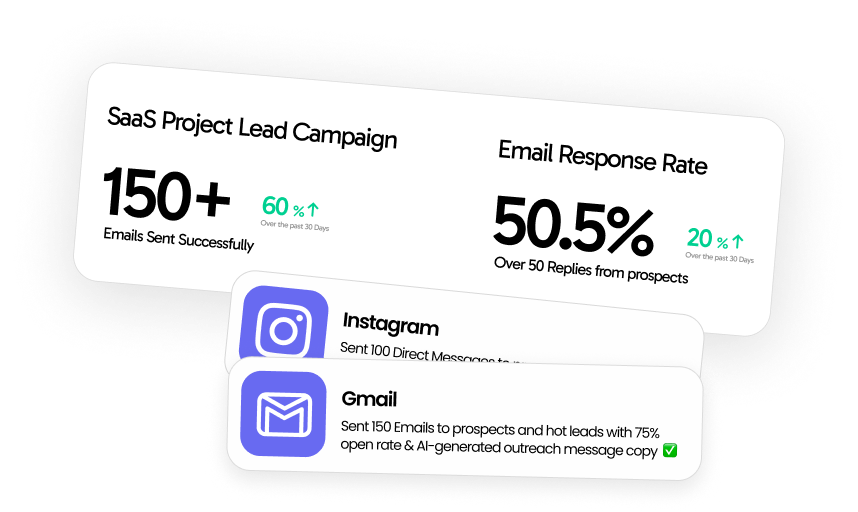 SaaS Project Lead Campaign
150+
60 % ↑
Over the past 30 Days
Emails Sent Successfully
Email Response Rate
50.5%
20 % ↑
Over the past 30 Days
Over 50 Replies from prospects
Instagram
Sent 100 Direct Messages to
Gmail
Sent 150 Emails to prospects and hot leads with 75%
open rate & AI-generated outreach message copy ✅